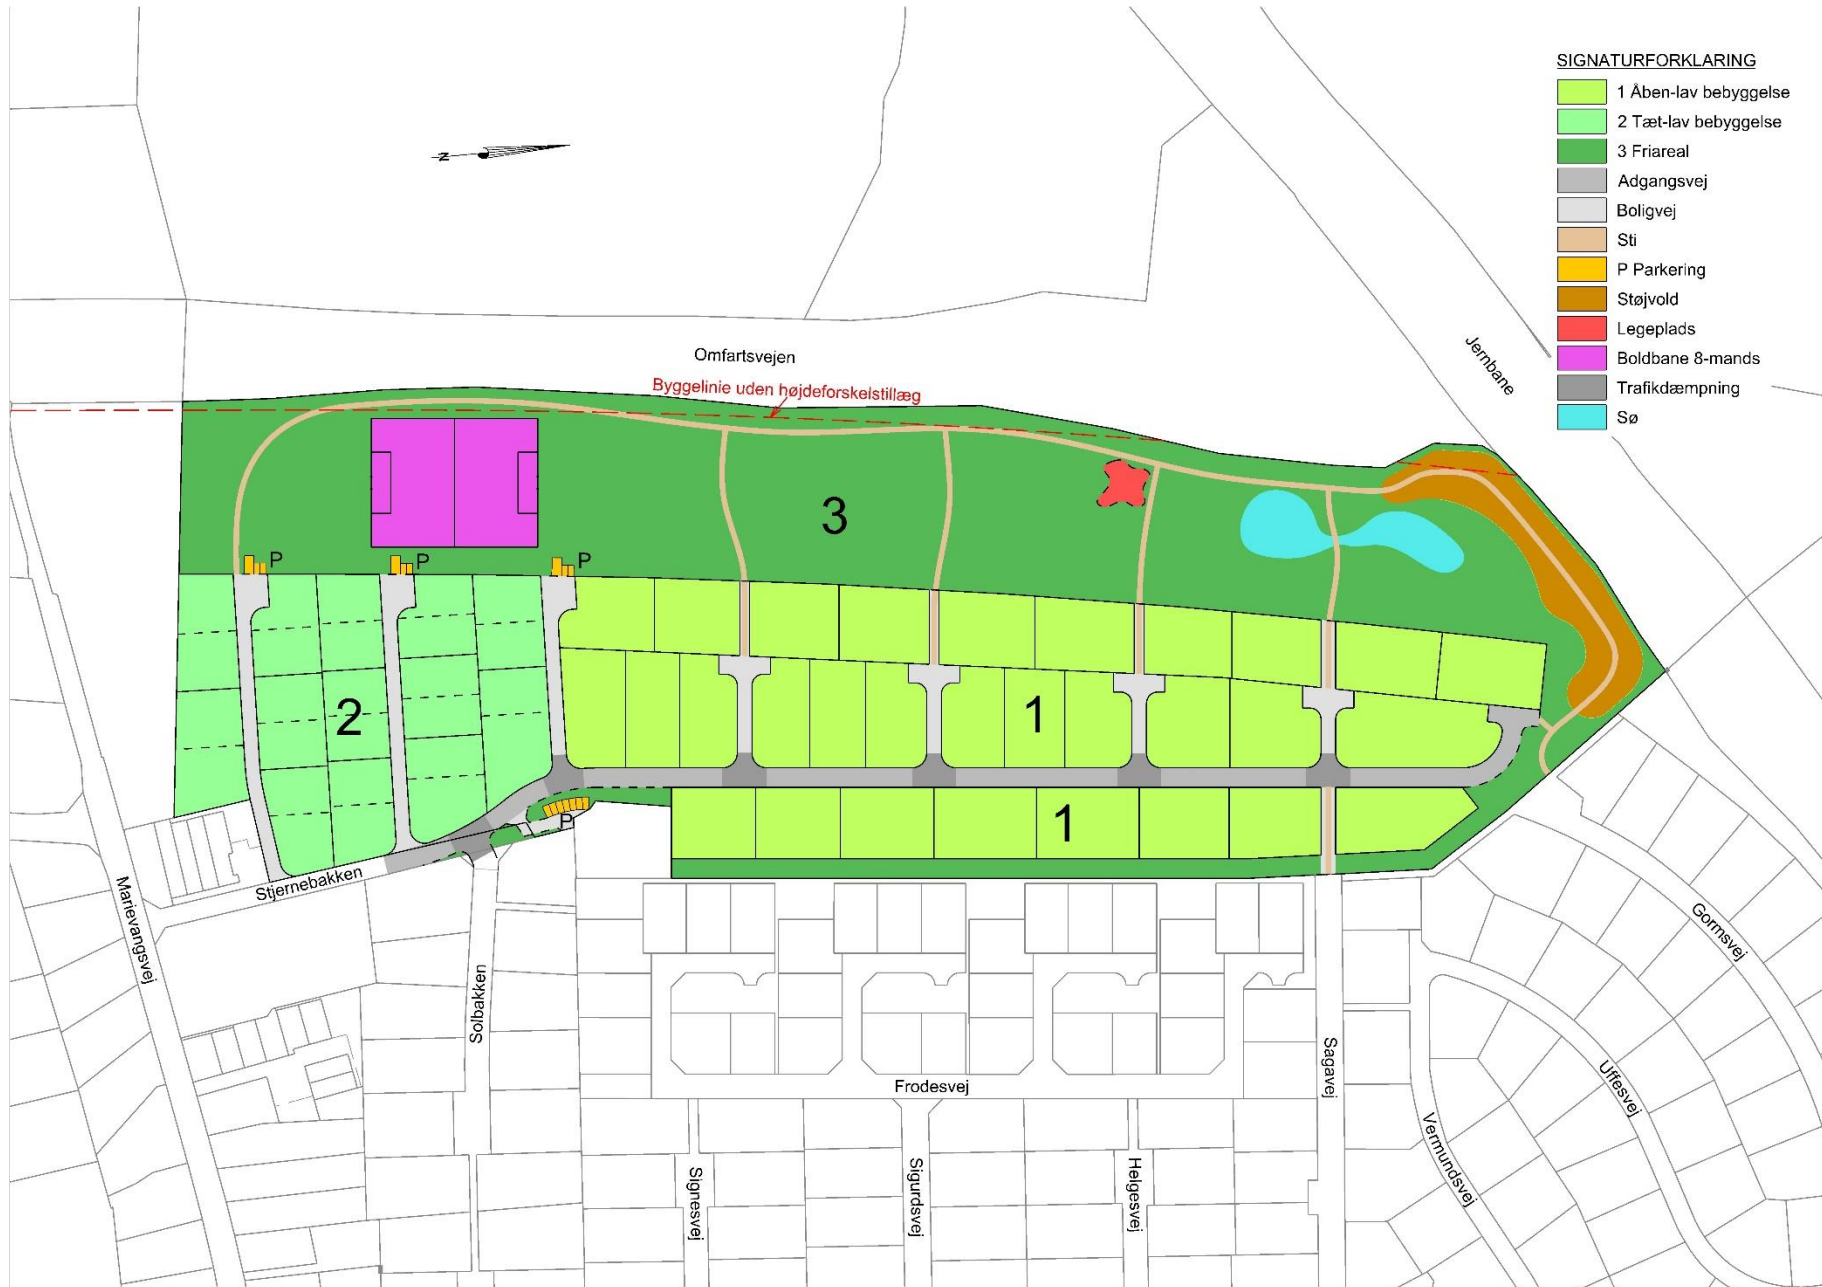 SIGNATURFORKLARING
1 Åben-lav bebyggelse
2 Tæt-lav bebyggelse
3 Friareal
Adgangsvej
Boligvej
Sti
P Parkering
Støjvold
Legeplads
Boldbane 8-mands
Trafikdæmpning
Sø
N
Jernbane
Omfartsvejen
Byggelinie uden højdeforskelstillæg
3
P
P
P
2
1
1
P
Stjernebakken
Marievangsvej
Solbakken
Frodesvej
Signesvej
Sigurdsvej
Helgesvej
Sagavej
Vermundsvej
Uffesvej
Gormsvej